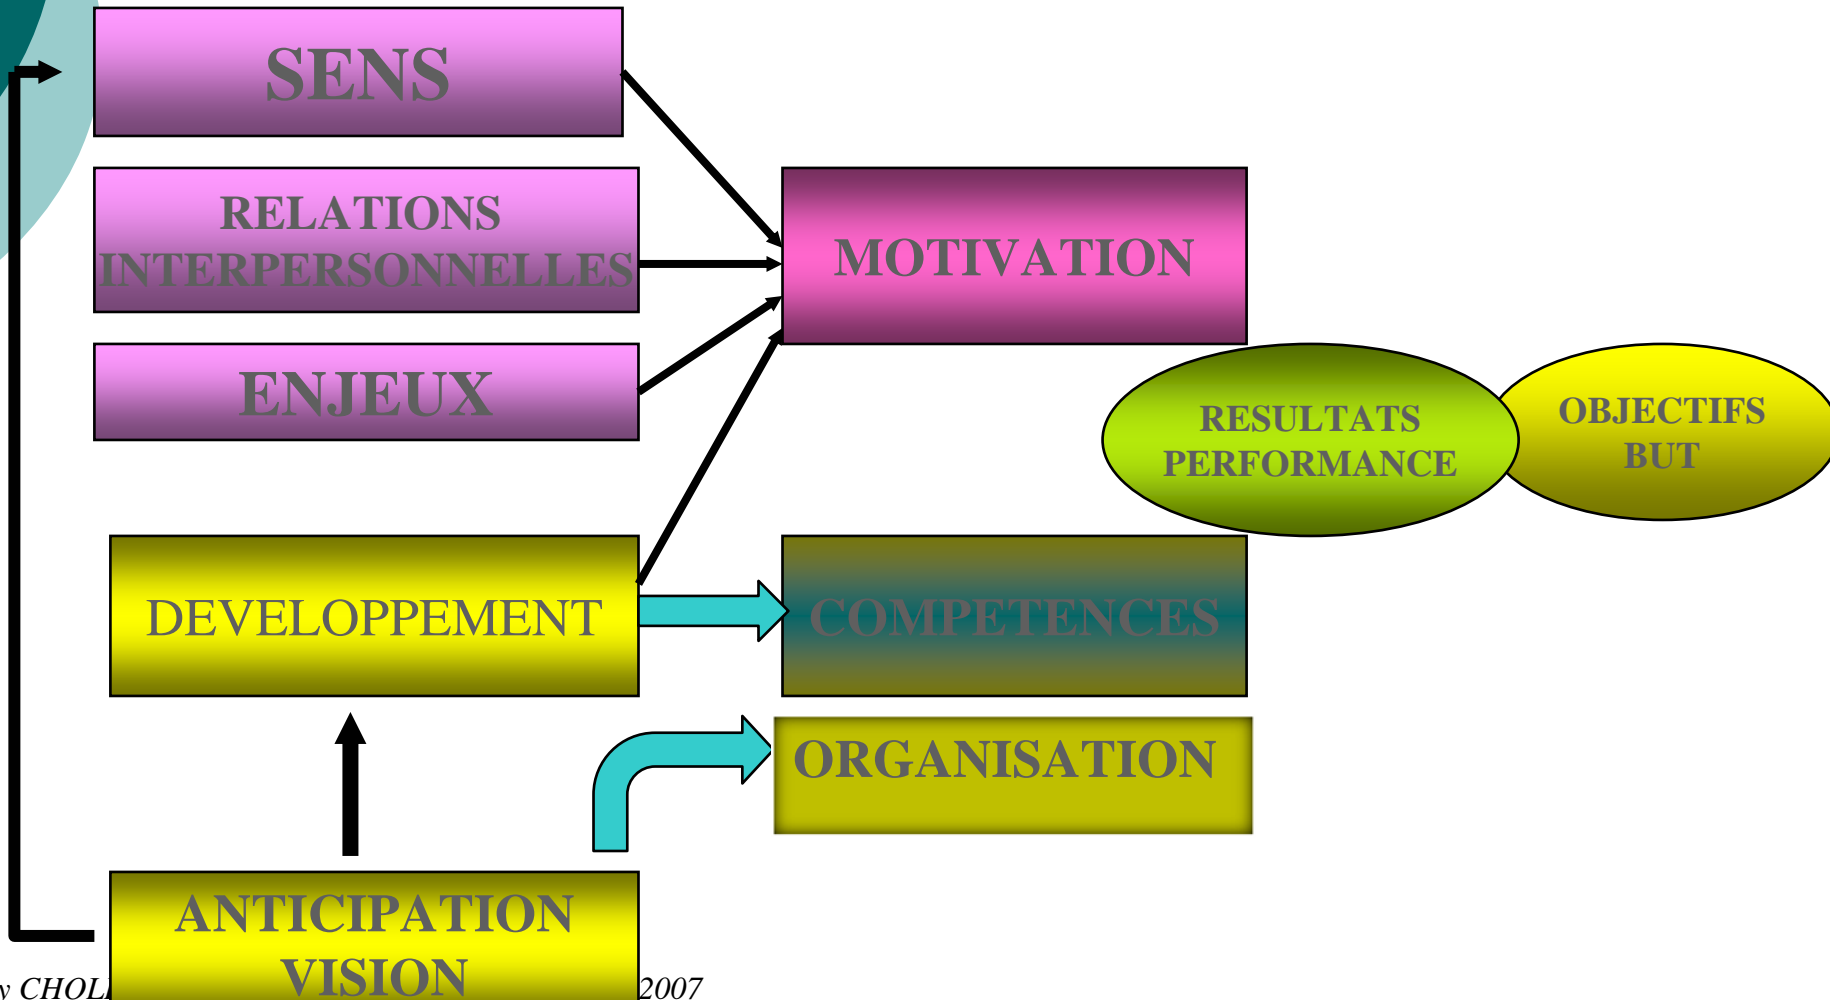 SENS
RELATIONS
INTERPERSONNELLES
MOTIVATION
ENJEUX
RESULTATS
PERFORMANCE
OBJECTIFS
BUT
DEVELOPPEMENT
COMPETENCES
ORGANISATION
ANTICIPATION
VISION
2007